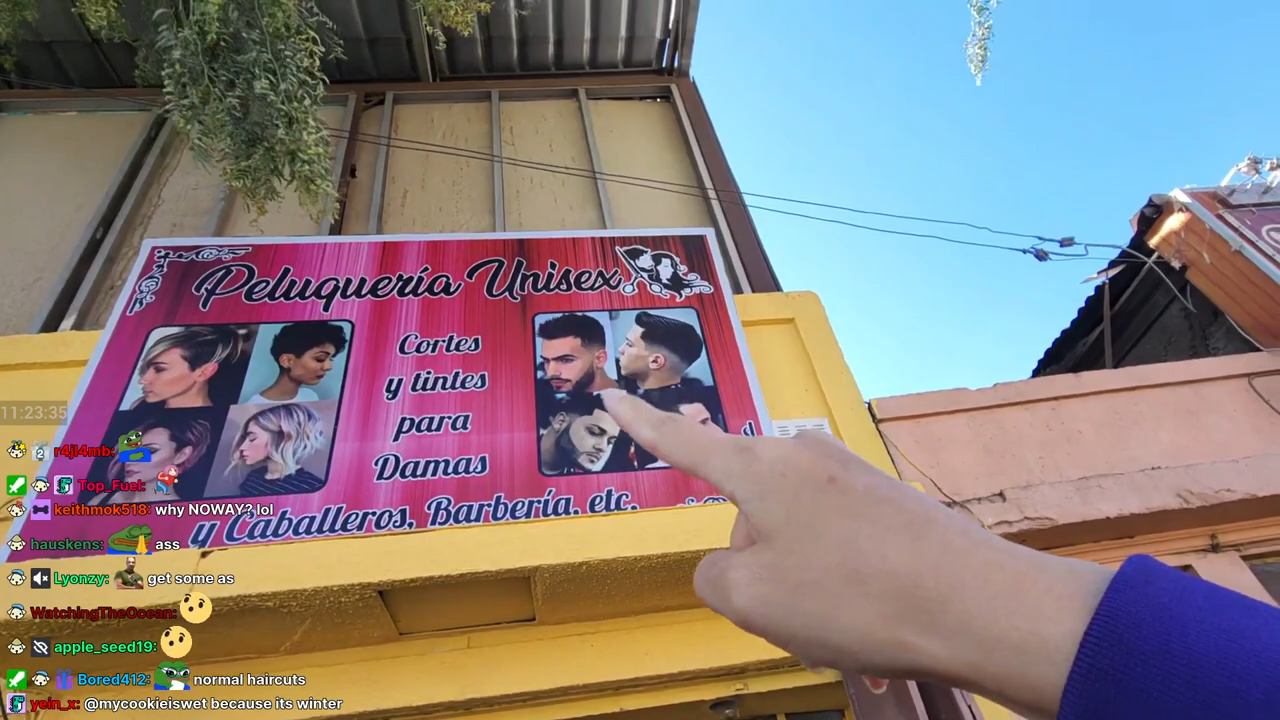 Peluquería Unisex
Cortes
y tintes
para
Damas
y Caballeros, Barbería, etc.
11:23:35
r4jl4mb:
Top_Fuel:
keithmok518: why NOWAY? lol
hauskens: ass
Lyonzy: get some as
WatchingTheOcean:
apple_seed19:
Bored412: normal haircuts
yein_x: @mycookieiswet because its winter